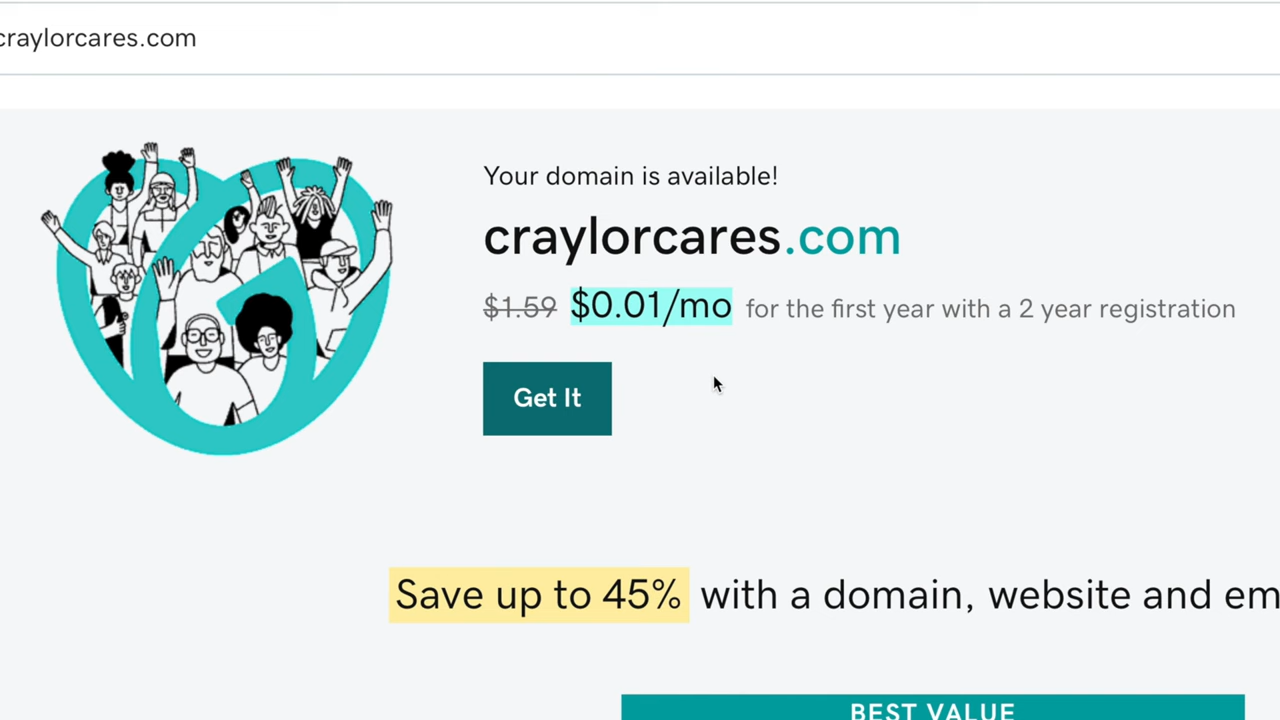 craylorcares.com
Your domain is available!
craylorcares.com
$1.59 $0.01/mo for the first year with a 2 year registration
Get It
Save up to 45% with a domain, website and em
BEST VALUE